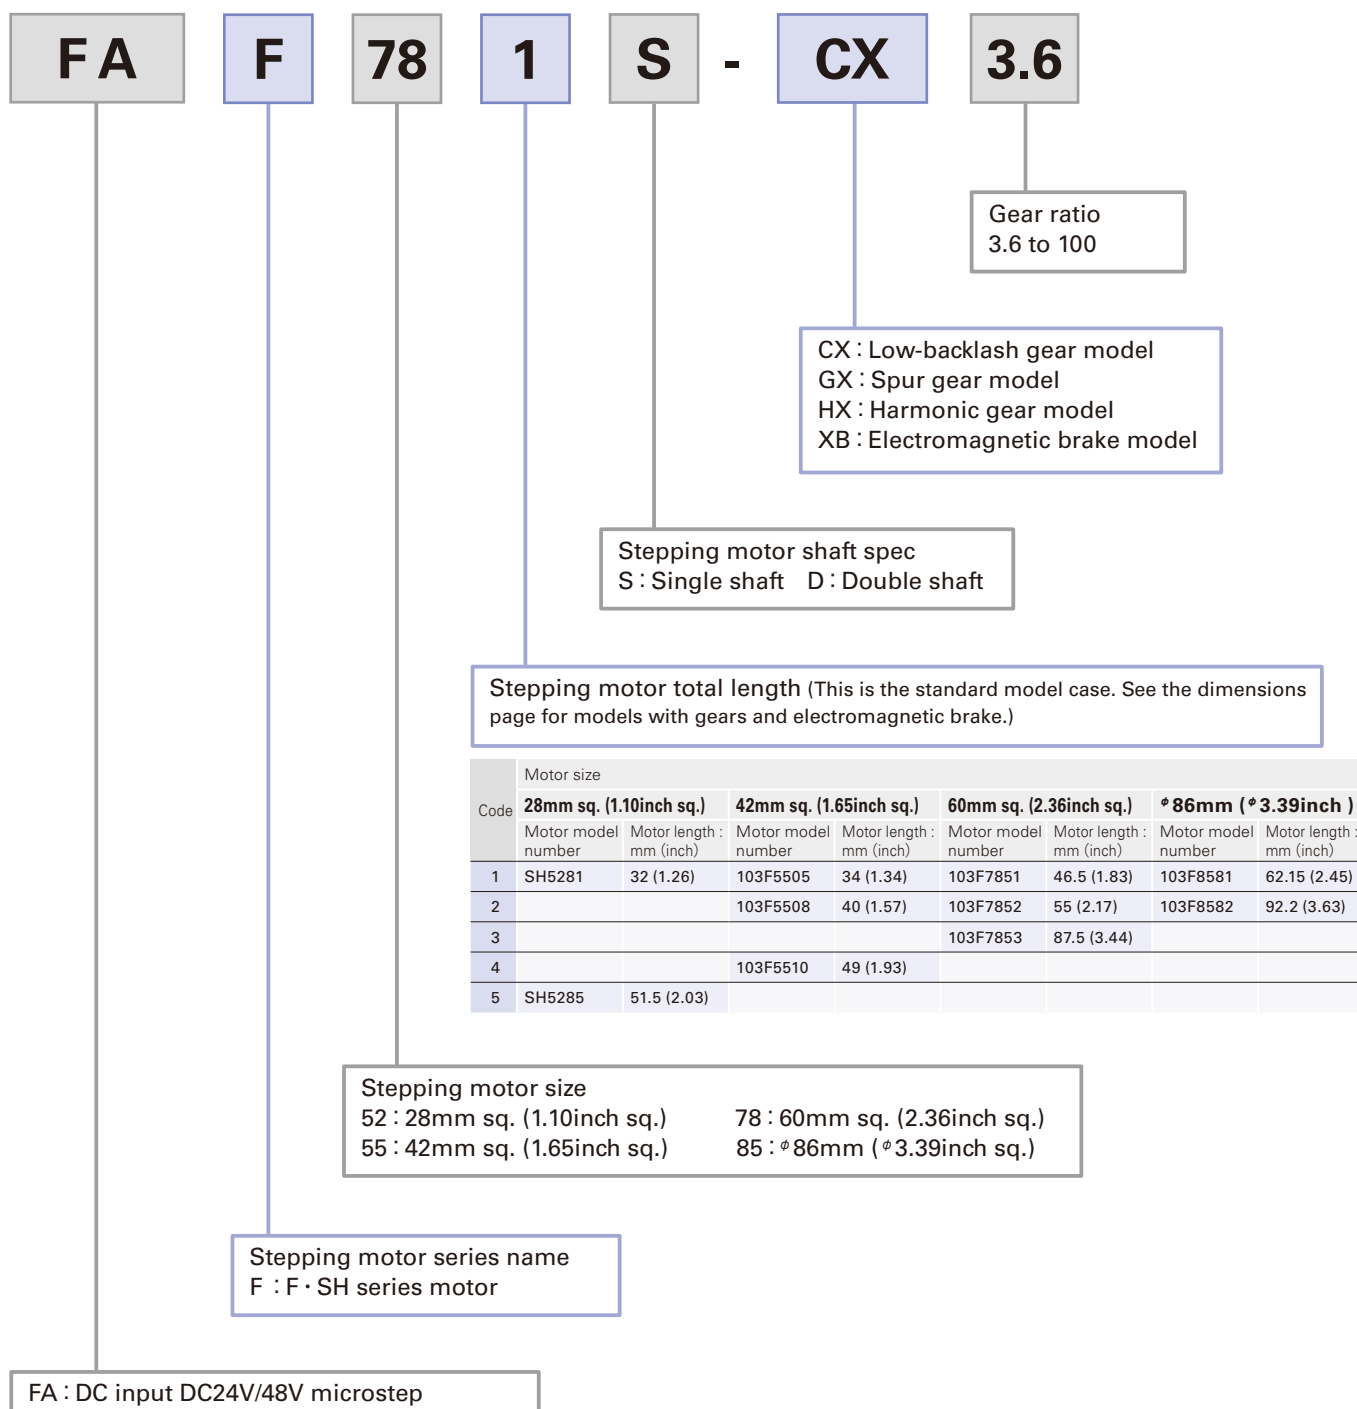 FA F 78 1 S - CX 3.6
Gear ratio
3.6 to 100
CX : Low-backlash gear model
GX : Spur gear model
HX : Harmonic gear model
XB : Electromagnetic brake model
Stepping motor shaft spec
S : Single shaft D : Double shaft
Stepping motor total length (This is the standard model case. See the dimensions
page for models with gears and electromagnetic brake.)
Motor size
Code 28mm sq. (1.10inch sq.) 42mm sq. (1.65inch sq.) 60mm sq. (2.36inch sq.) φ86mm (φ3.39inch )
Motor model Motor length : Motor model Motor length : Motor model Motor length : Motor model Motor length :
number mm (inch) number mm (inch) number mm (inch) number mm (inch)
1 SH5281 32 (1.26) 103F5505 34 (1.34) 103F7851 46.5 (1.83) 103F8581 62.15 (2.45)
2 103F5508 40 (1.57) 103F7852 55 (2.17) 103F8582 92.2 (3.63)
3 103F7853 87.5 (3.44)
4 103F5510 49 (1.93)
5 SH5285 51.5 (2.03)
Stepping motor size
52 : 28mm sq. (1.10inch sq.) 78 : 60mm sq. (2.36inch sq.)
55 : 42mm sq. (1.65inch sq.) 85 : φ86mm (φ3.39inch sq.)
Stepping motor series name
F : F・SH series motor
FA : DC input DC24V/48V microstep